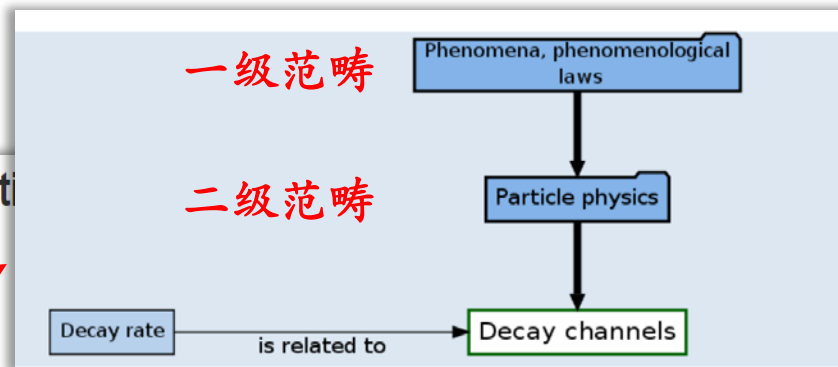 一级范畴
Phenomena, phenomenological
laws
二级范畴
Particle physics
Decay rate
is related to
Decay channels